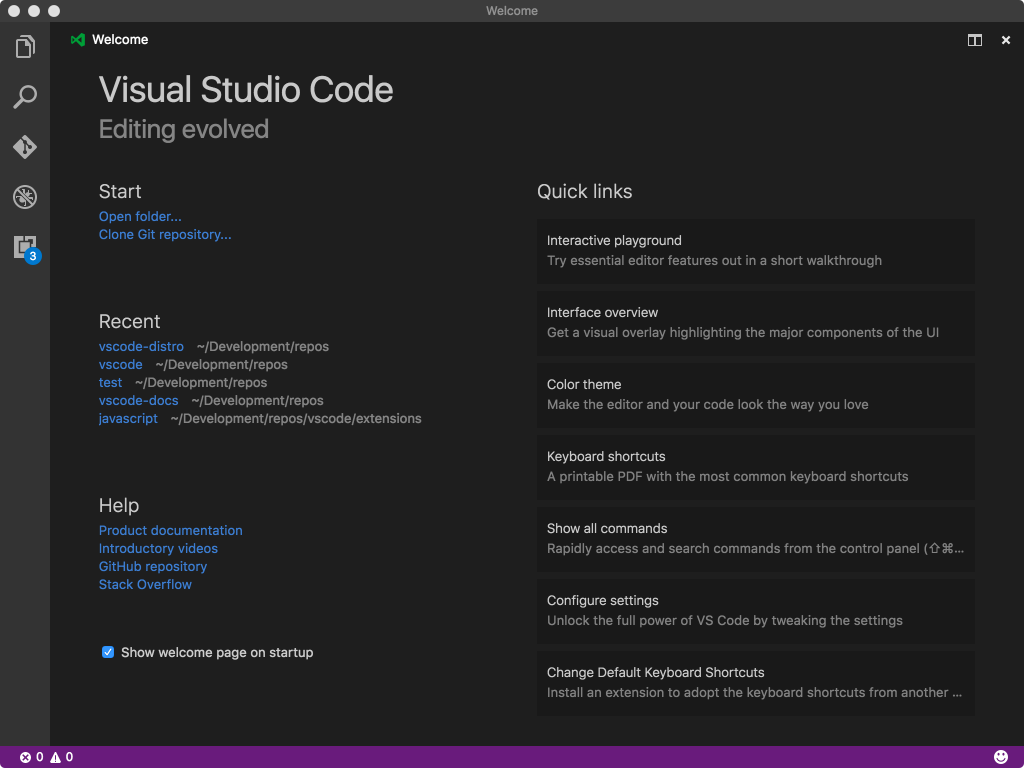 Welcome
Welcome
Visual Studio Code
Editing evolved
Start
Open folder...
Clone Git repository...
Recent
vscode-distro ~/Development/repos
vscode ~/Development/repos
test ~/Development/repos
vscode-docs ~/Development/repos
javascript ~/Development/repos/vscode/extensions
Help
Product documentation
Introductory videos
GitHub repository
Stack Overflow
Show welcome page on startup
Quick links
Interactive playground
Try essential editor features out in a short walkthrough
Interface overview
Get a visual overlay highlighting the major components of the UI
Color theme
Make the editor and your code look the way you love
Keyboard shortcuts
A printable PDF with the most common keyboard shortcuts
Show all commands
Rapidly access and search commands from the control panel (⇧⌘...
Configure settings
Unlock the full power of VS Code by tweaking the settings
Change Default Keyboard Shortcuts
Install an extension to adopt the keyboard shortcuts from another ...
3
0 0